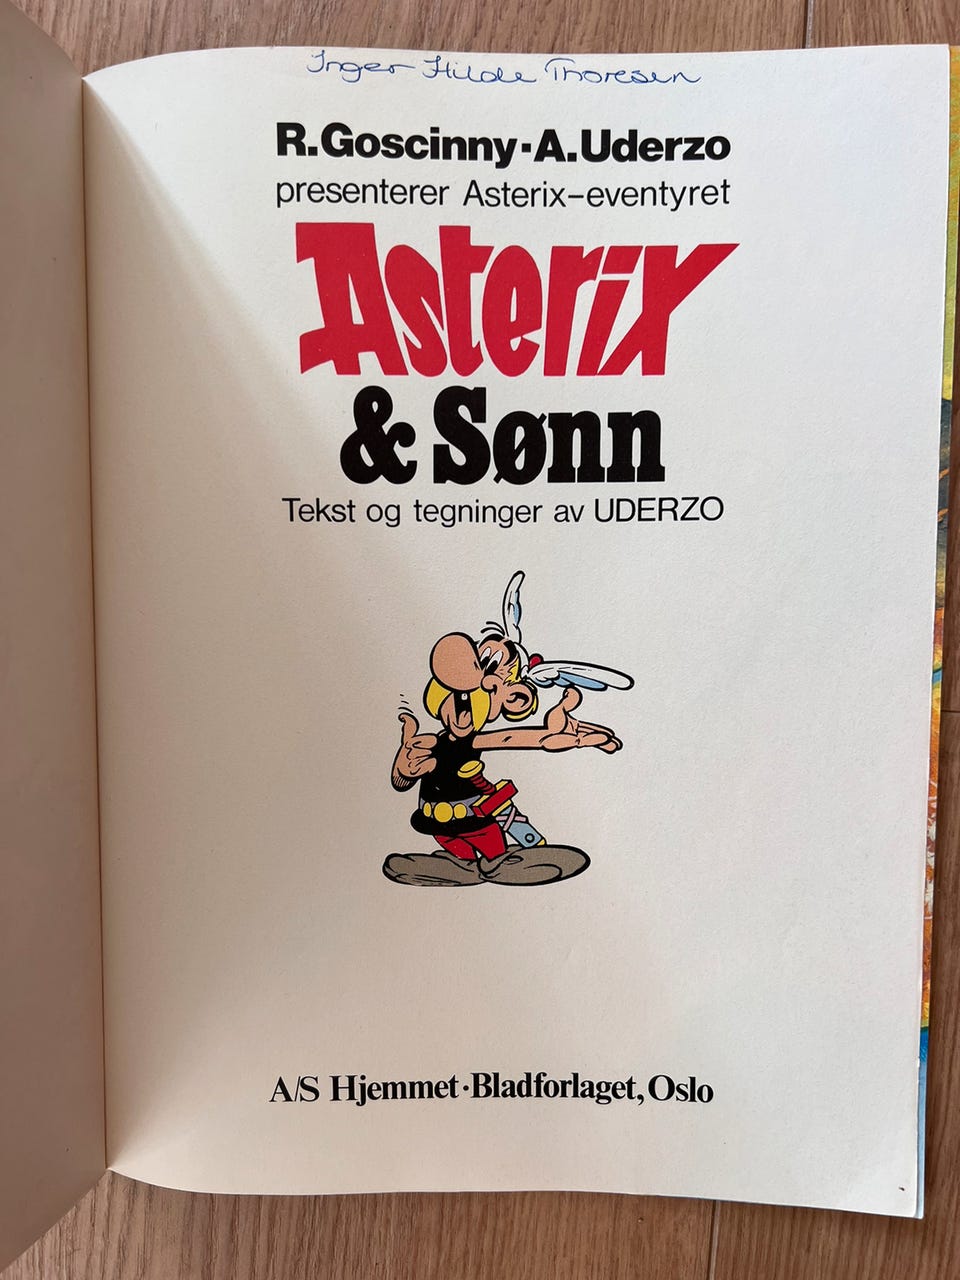 Inger Hilde Thoresen
R.Goscinny·A.Uderzo
presenterer Asterix–eventyret
Asterix
& Sønn
Tekst og tegninger av UDERZO
A/S Hjemmet·Bladforlaget, Oslo